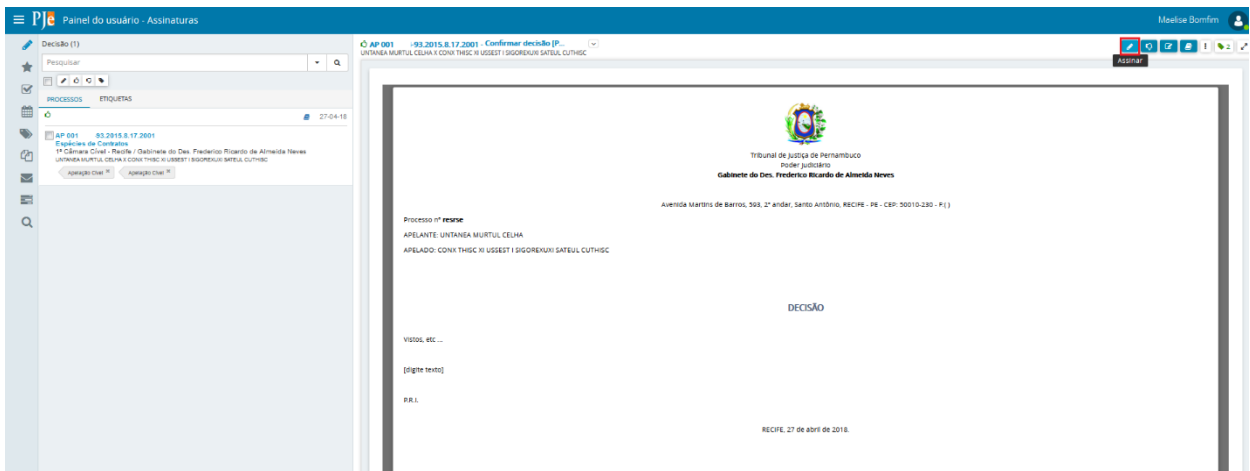 PJe Painel do usuário - Assinaturas
Maelise Bomfim
Decisão (1)
Pesquisar
PROCESSOS ETIQUETAS
27-04-18
AP 001 .93.2015.8.17.2001
Espécies de Contratos
1ª Câmara Cível - Recife / Gabinete do Des. Frederico Ricardo de Almeida Neves
UNTANEA MURTUL CELHA X CONX THISC XI USSEST I SIGOREXUXI SATEUL CUTHISC
Apelação Cível × Apelação Cível ×
AP 001 -93.2015.8.17.2001 - Confirmar decisão [P...
UNTANEA MURTUL CELHA X CONX THISC XI USSEST I SIGOREXUXI SATEUL CUTHISC
2
Assinar
Tribunal de Justiça de Pernambuco
Poder Judiciário
Gabinete do Des. Frederico Ricardo de Almeida Neves
Avenida Martins de Barros, 593, 2º andar, Santo Antônio, RECIFE - PE - CEP: 50010-230 - F:( )
Processo nº resrse
APELANTE: UNTANEA MURTUL CELHA
APELADO: CONX THISC XI USSEST I SIGOREXUXI SATEUL CUTHISC
DECISÃO
Vistos, etc ...
[digite texto]
P.R.I.
RECIFE, 27 de abril de 2018.